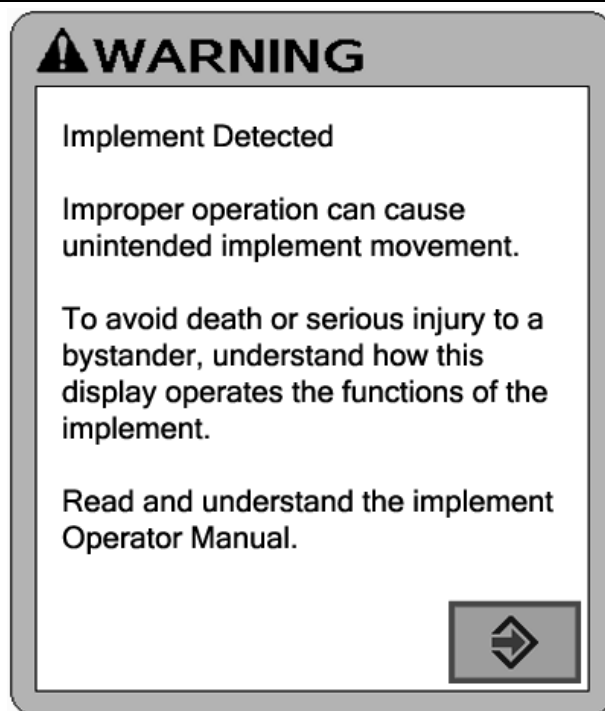 WARNING
Implement Detected
Improper operation can cause
unintended implement movement.
To avoid death or serious injury to a
bystander, understand how this
display operates the functions of the
implement.
Read and understand the implement
Operator Manual.